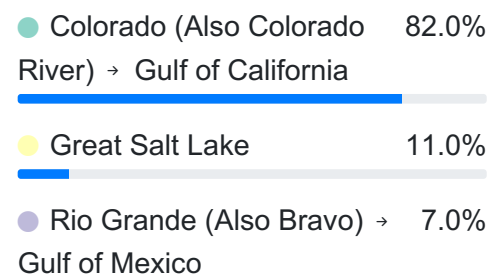 Colorado (Also Colorado 82.0%
River) → Gulf of California
Great Salt Lake 11.0%
Rio Grande (Also Bravo) → 7.0%
Gulf of Mexico